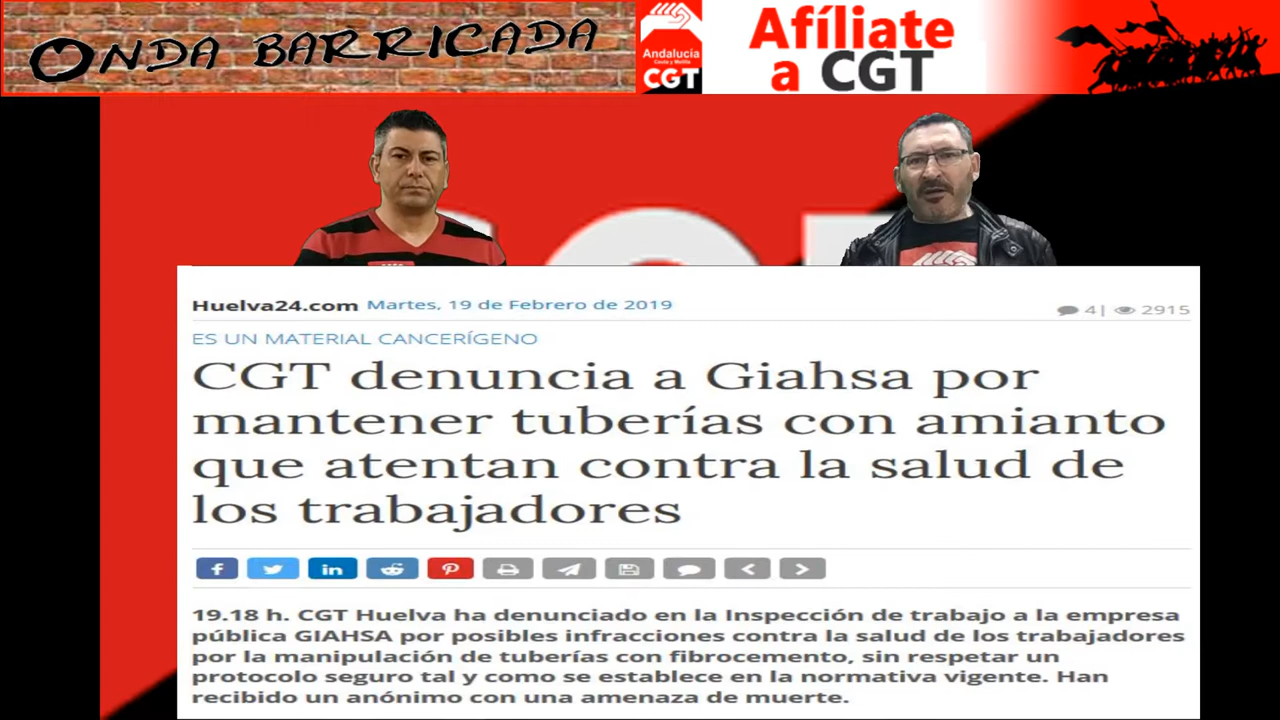 ONDA BARRICADA
Andalucía
Ceuta y Melilla
CGT
Afíliate
a CGT
Huelva24.com Martes, 19 de Febrero de 2019
4| 2915
ES UN MATERIAL CANCERÍGENO
CGT denuncia a Giahsa por
mantener tuberías con amianto
que atentan contra la salud de
los trabajadores
19.18 h. CGT Huelva ha denunciado en la Inspección de trabajo a la empresa
pública GIAHSA por posibles infracciones contra la salud de los trabajadores
por la manipulación de tuberías con fibrocemento, sin respetar un
protocolo seguro tal y como se establece en la normativa vigente. Han
recibido un anónimo con una amenaza de muerte.